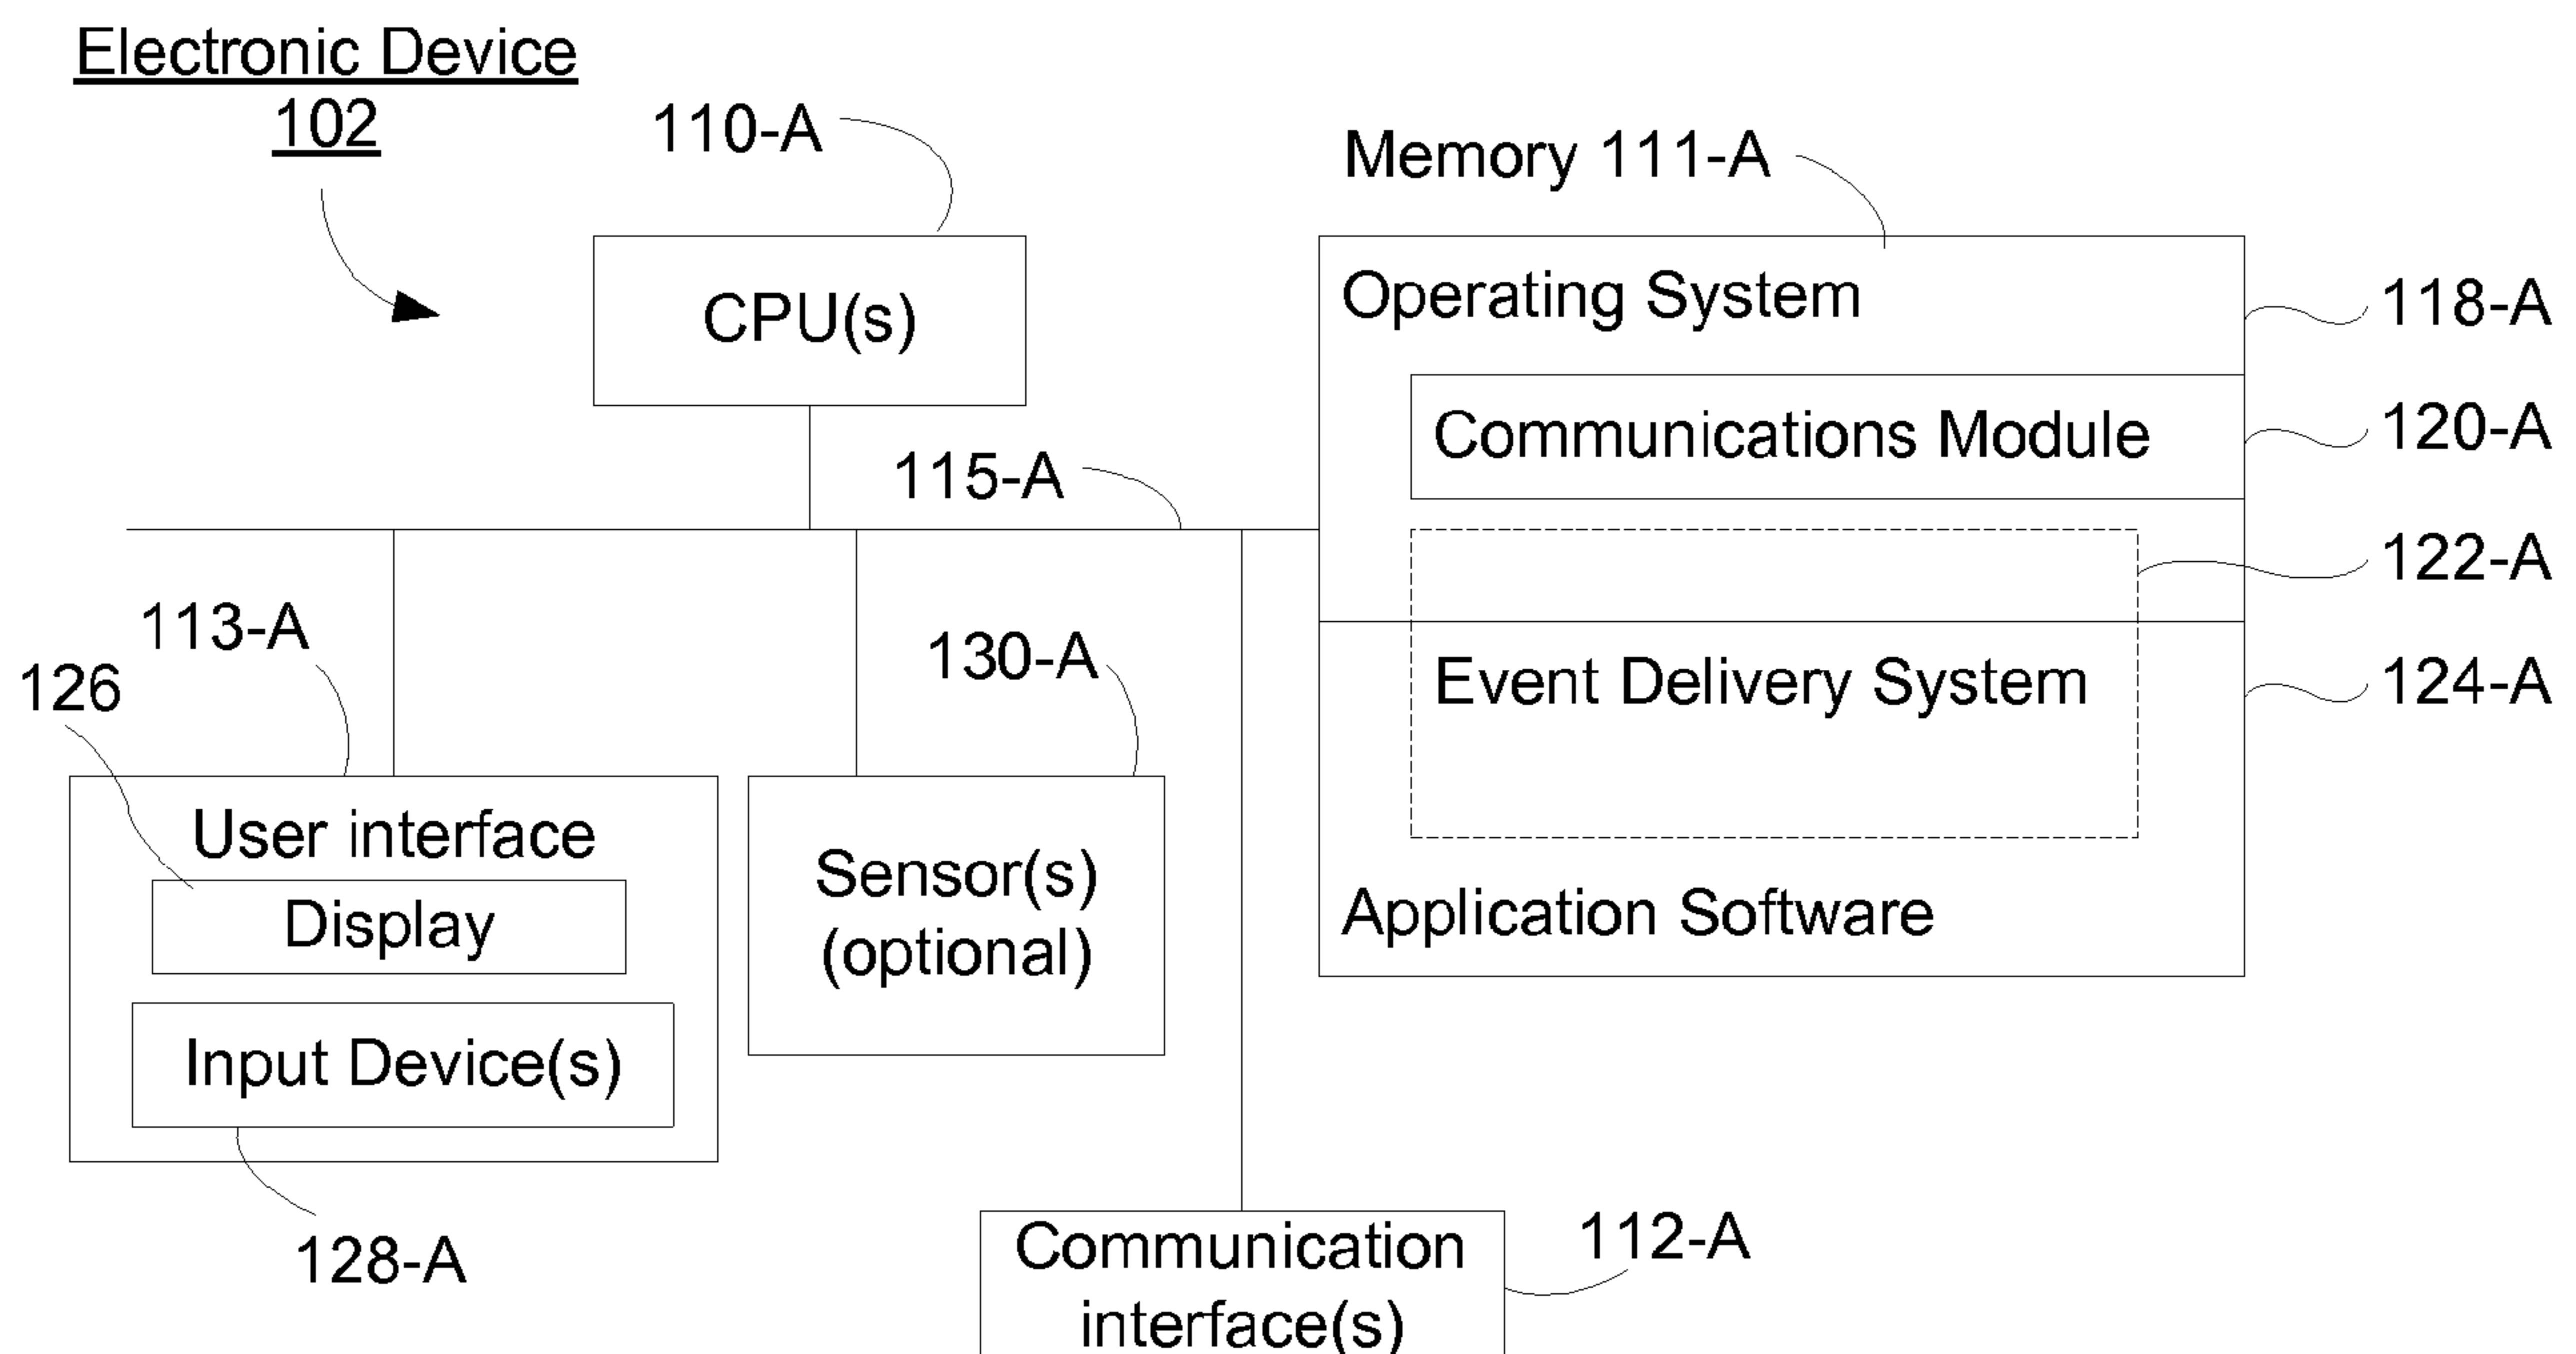 Electronic Device
102
110-A
Memory 111-A
CPU(s)
Operating System
118-A
Communications Module
120-A
115-A
122-A
113-A
126
130-A
Event Delivery System
124-A
User interface
Display
Sensor(s)
(optional)
Application Software
Input Device(s)
128-A
Communication
interface(s)
112-A